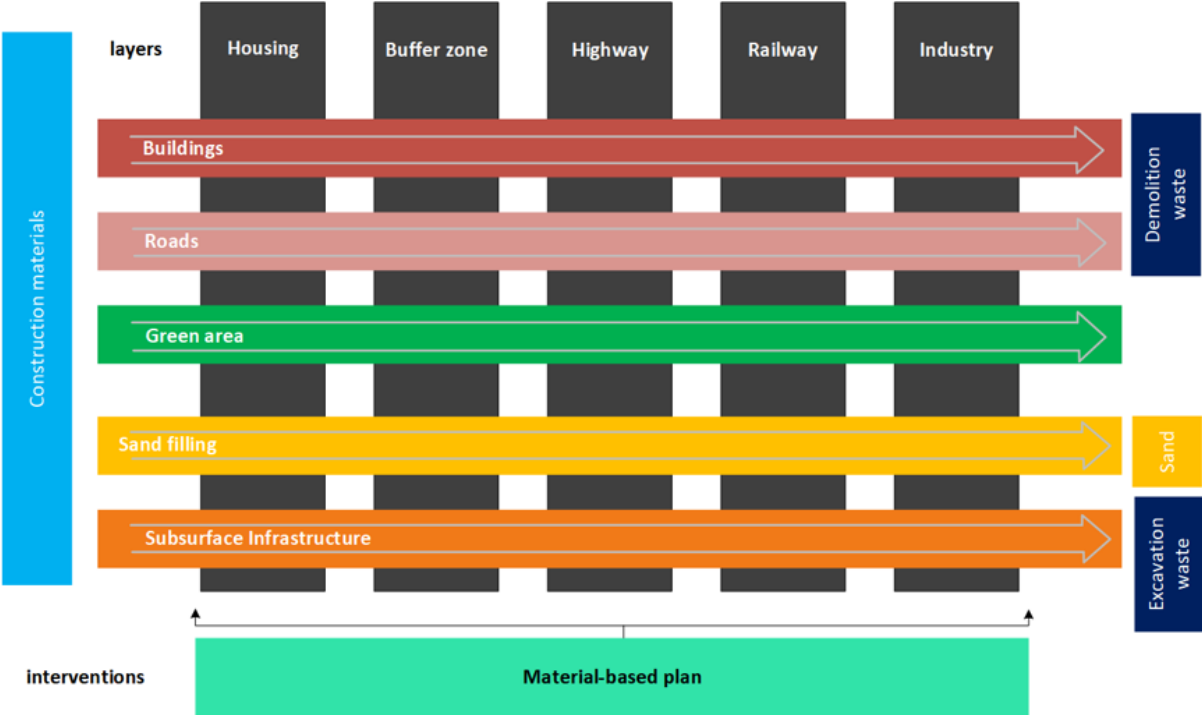 layers
Housing
Buffer zone
Highway
Railway
Industry
Construction materials
Buildings
Roads
Green area
Sand filling
Subsurface Infrastructure
Demolition
waste
Sand
Excavation
waste
interventions
Material-based plan